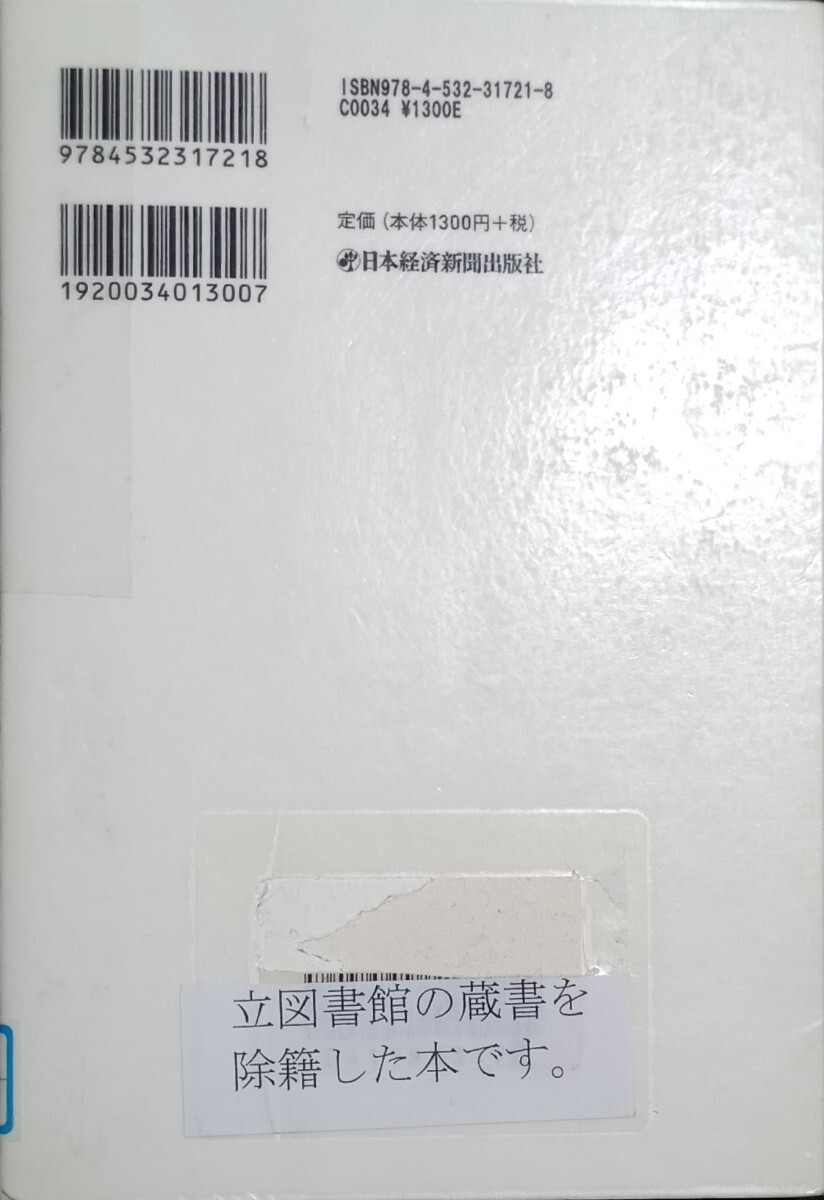 ISBN978-4-532-31721-8
C0034 ¥1300E
9784532317218
定価（本体1300円＋税）
日本経済新聞出版社
1920034013007
立図書館の蔵書を
除籍した本です。